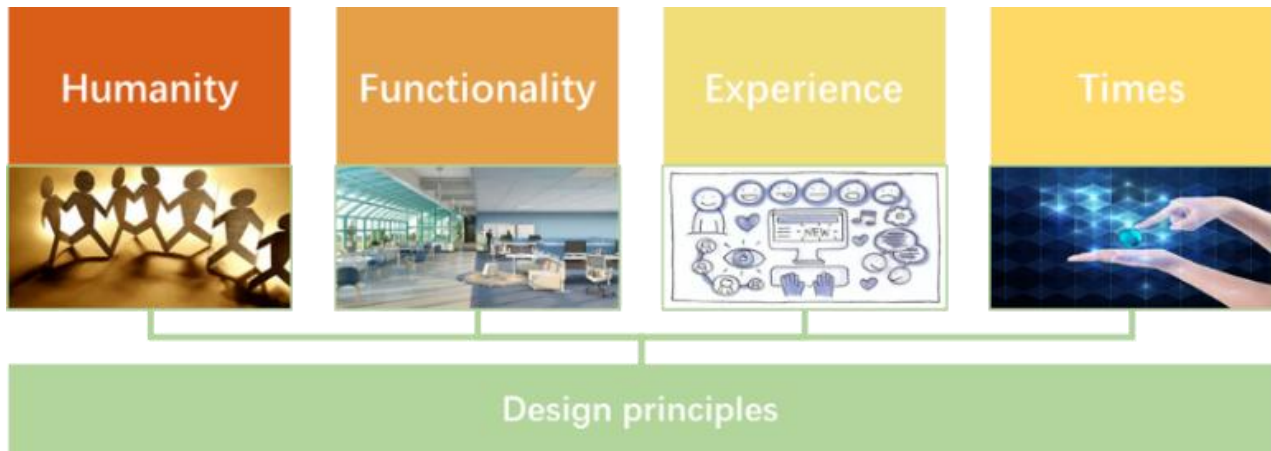 Humanity
Functionality
Experience
Times
NEW
Design principles